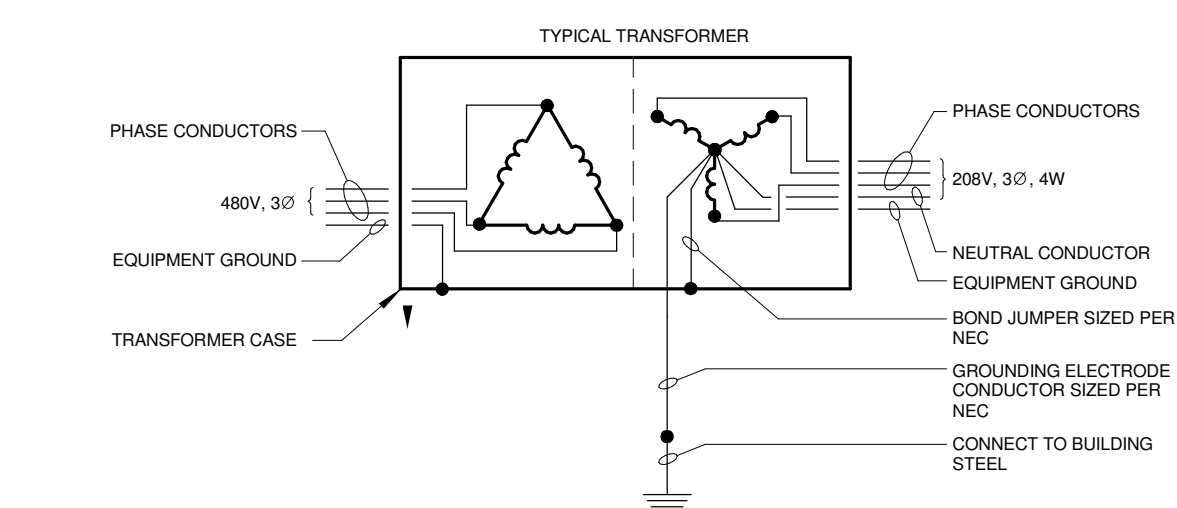 TYPICAL TRANSFORMER
PHASE CONDUCTORS
480V, 3Ø
EQUIPMENT GROUND
TRANSFORMER CASE
PHASE CONDUCTORS
208V, 3Ø, 4W
NEUTRAL CONDUCTOR
EQUIPMENT GROUND
BOND JUMPER SIZED PER
NEC
GROUNDING ELECTRODE
CONDUCTOR SIZED PER
NEC
CONNECT TO BUILDING
STEEL